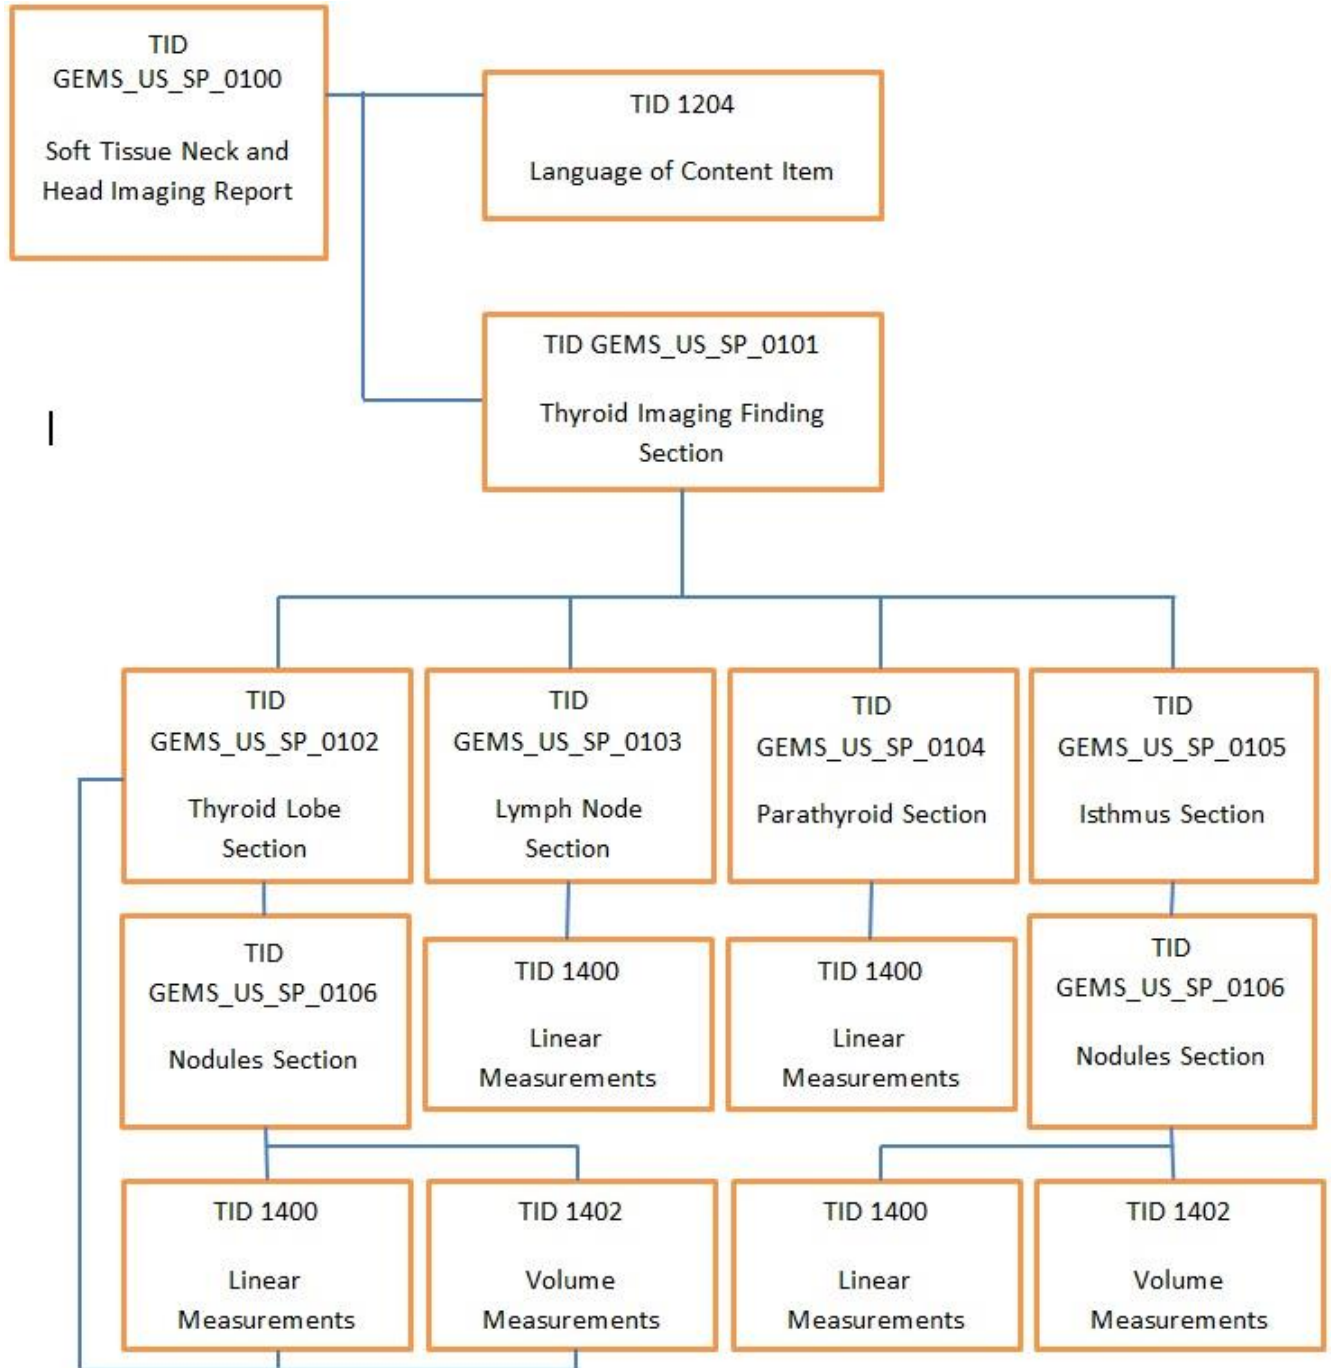 TID
GEMS_US_SP_0100
Soft Tissue Neck and
Head Imaging Report
TID 1204
Language of Content Item
TID GEMS_US_SP_0101
Thyroid Imaging Finding
Section
TID
GEMS_US_SP_0102
Thyroid Lobe
Section
TID
GEMS_US_SP_0103
Lymph Node
Section
TID
GEMS_US_SP_0104
Parathyroid Section
TID
GEMS_US_SP_0105
Isthmus Section
TID
GEMS_US_SP_0106
Nodules Section
TID 1400
Linear
Measurements
TID 1400
Linear
Measurements
TID
GEMS_US_SP_0106
Nodules Section
TID 1400
Linear
Measurements
TID 1402
Volume
Measurements
TID 1400
Linear
Measurements
TID 1402
Volume
Measurements